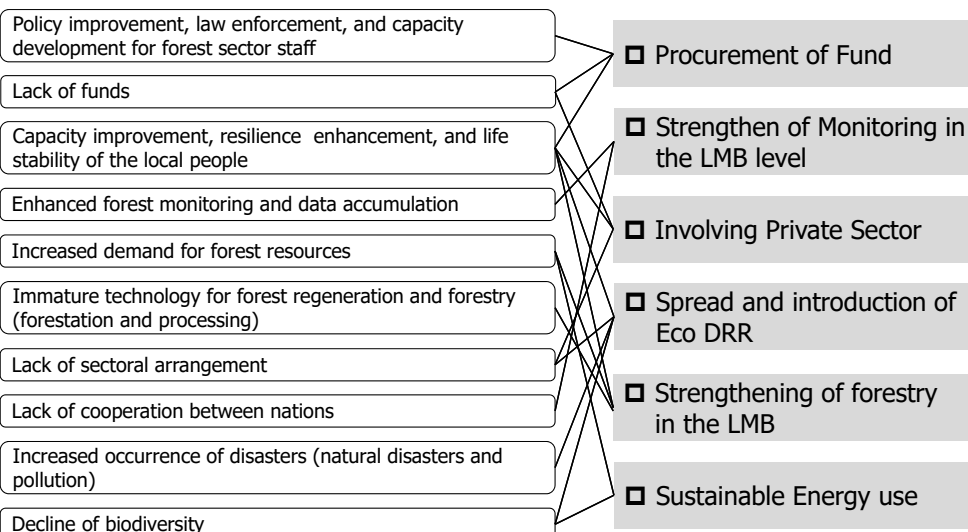 Policy improvement, law enforcement, and capacity
development for forest sector staff
Lack of funds
Capacity improvement, resilience enhancement, and life
stability of the local people
Enhanced forest monitoring and data accumulation
Increased demand for forest resources
Immature technology for forest regeneration and forestry
(forestation and processing)
Lack of sectoral arrangement
Lack of cooperation between nations
Increased occurrence of disasters (natural disasters and
pollution)
Decline of biodiversity
Procurement of Fund
Strengthen of Monitoring in
the LMB level
Involving Private Sector
Spread and introduction of
Eco DRR
Strengthening of forestry
in the LMB
Sustainable Energy use